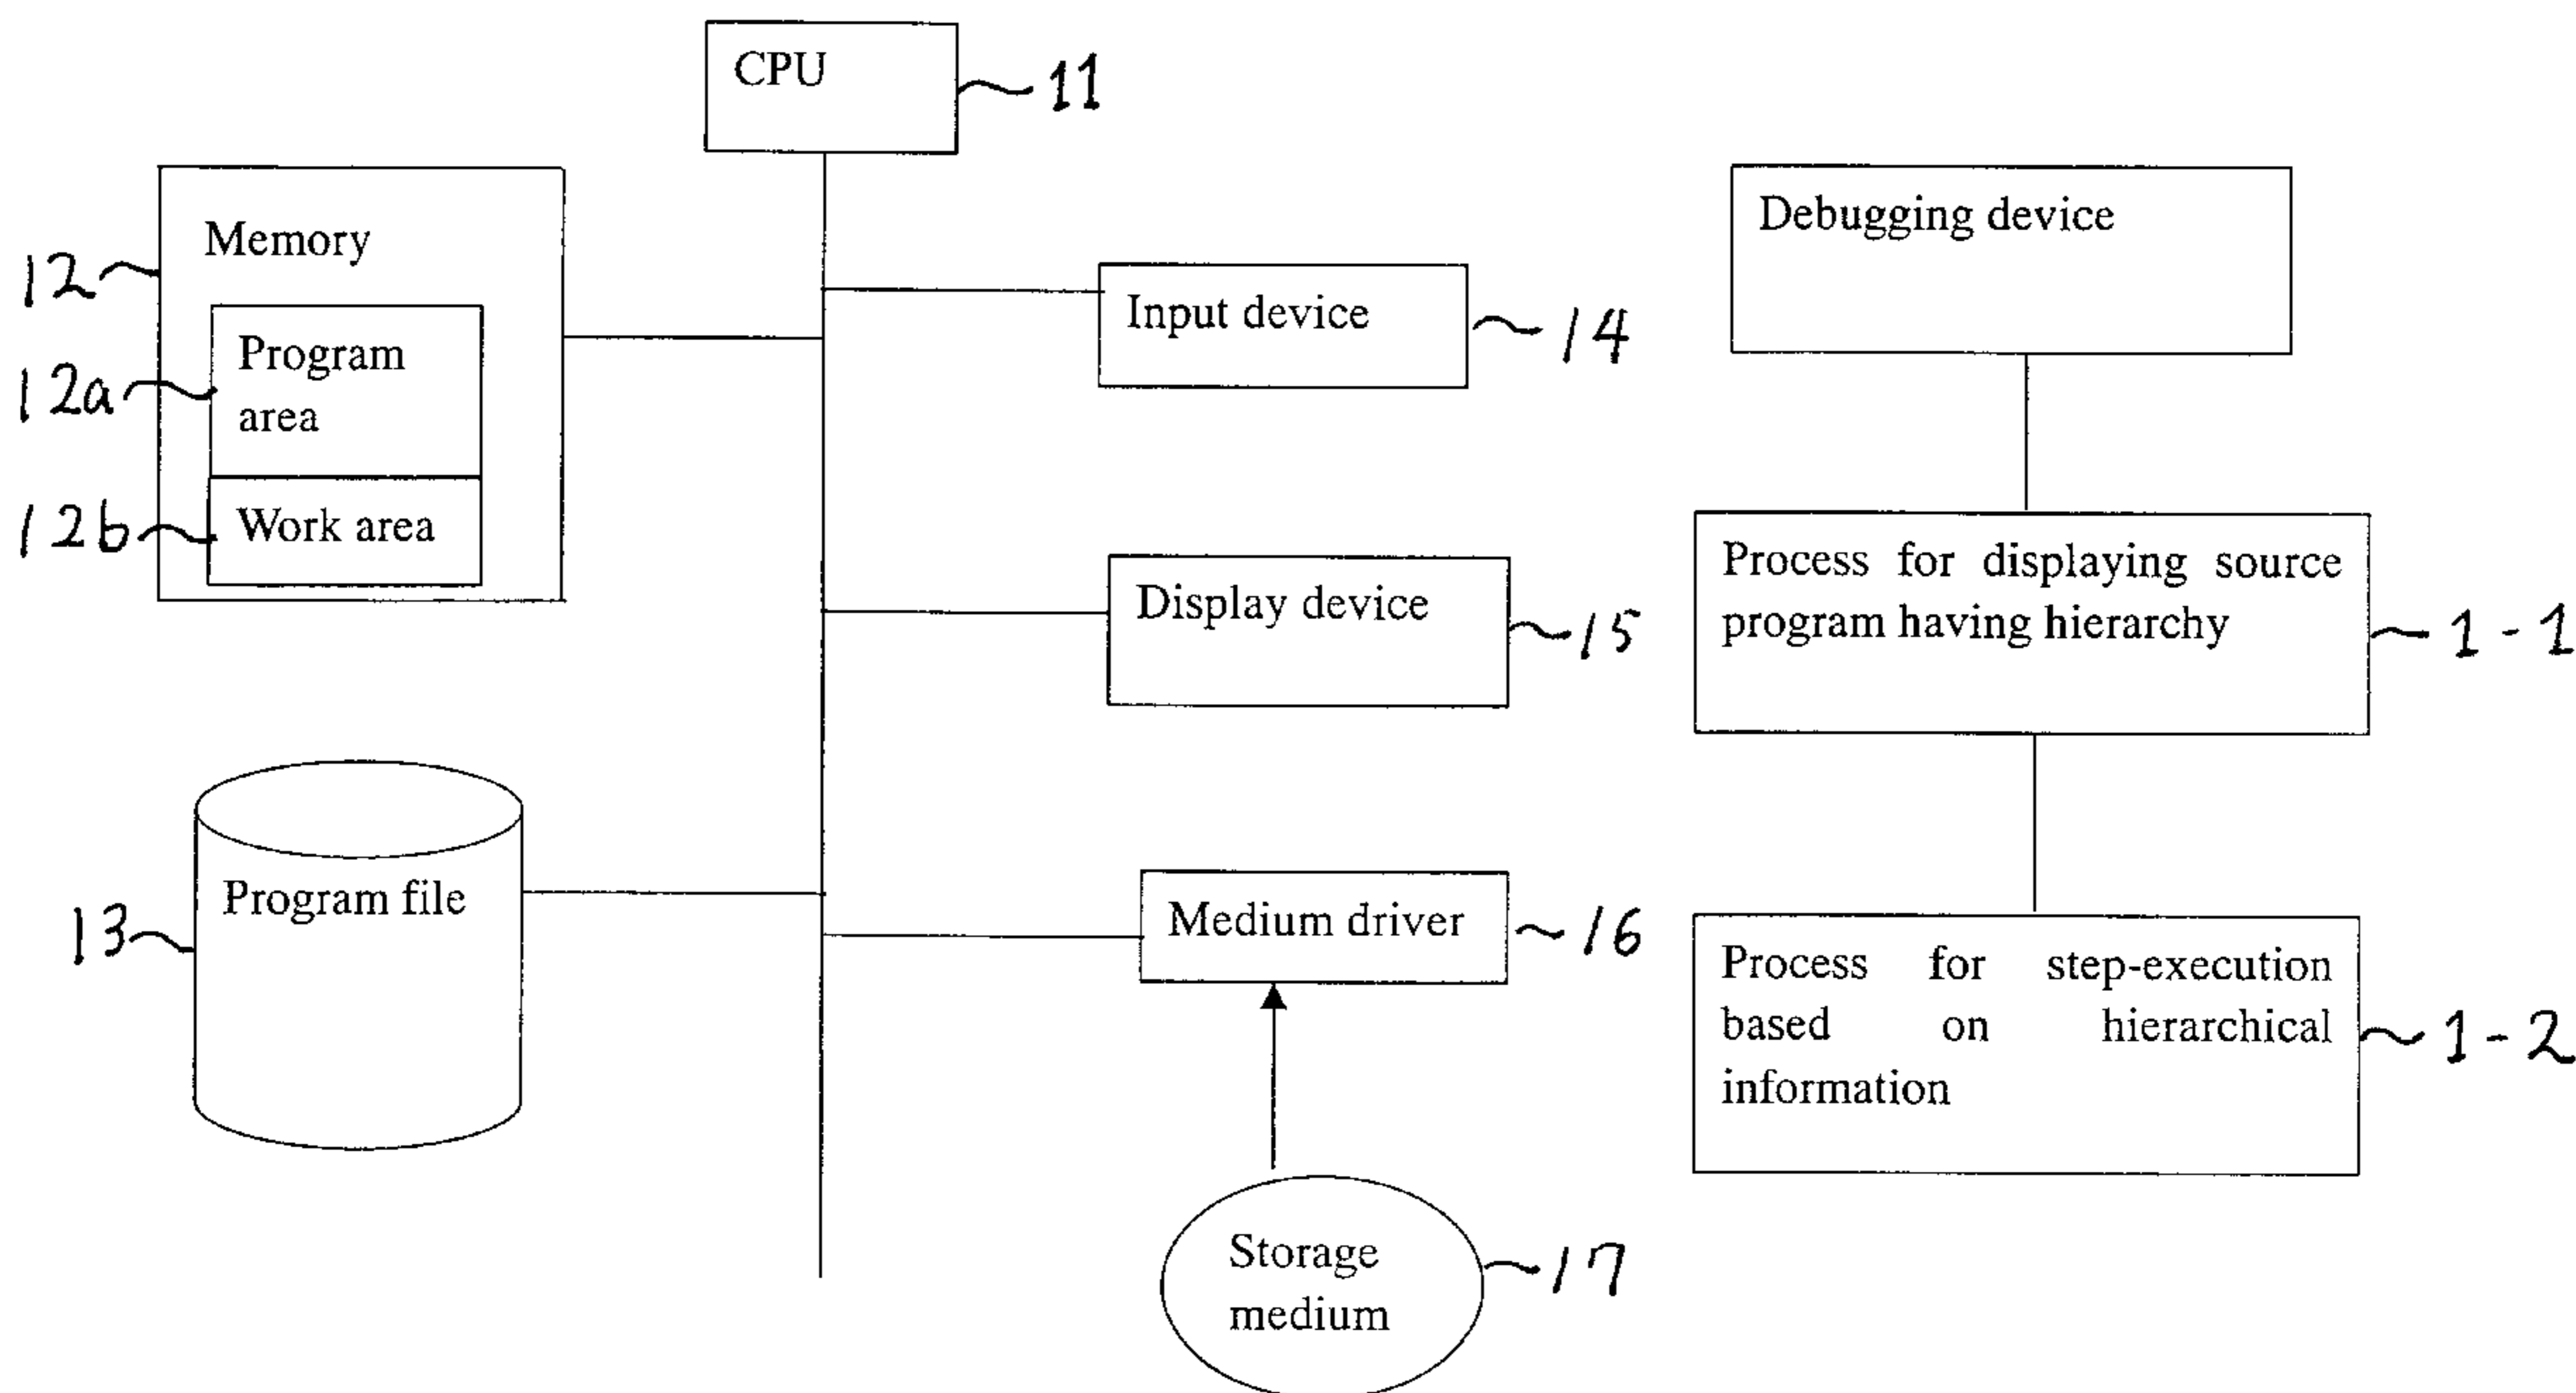 CPU
11
Memory
12
Program
area
12a
Work area
12b
Program file
13
Input device
14
Display device
15
Medium driver
16
Storage
medium
17
Debugging device
Process for displaying source
program having hierarchy
1-1
Process for step-execution
based on hierarchical
information
1-2